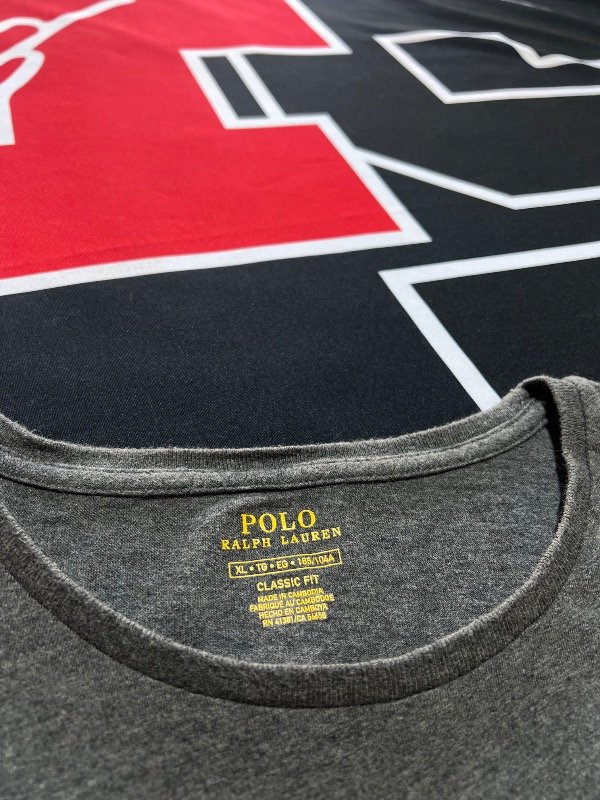 POLO
RALPH LAUREN
XL • TG • EG • 185/104A
CLASSIC FIT
MADE IN CAMBODIA
FABRIQUÉ AU CAMBODGE
HECHO EN CAMBOYA
RN 41381/CA 56458